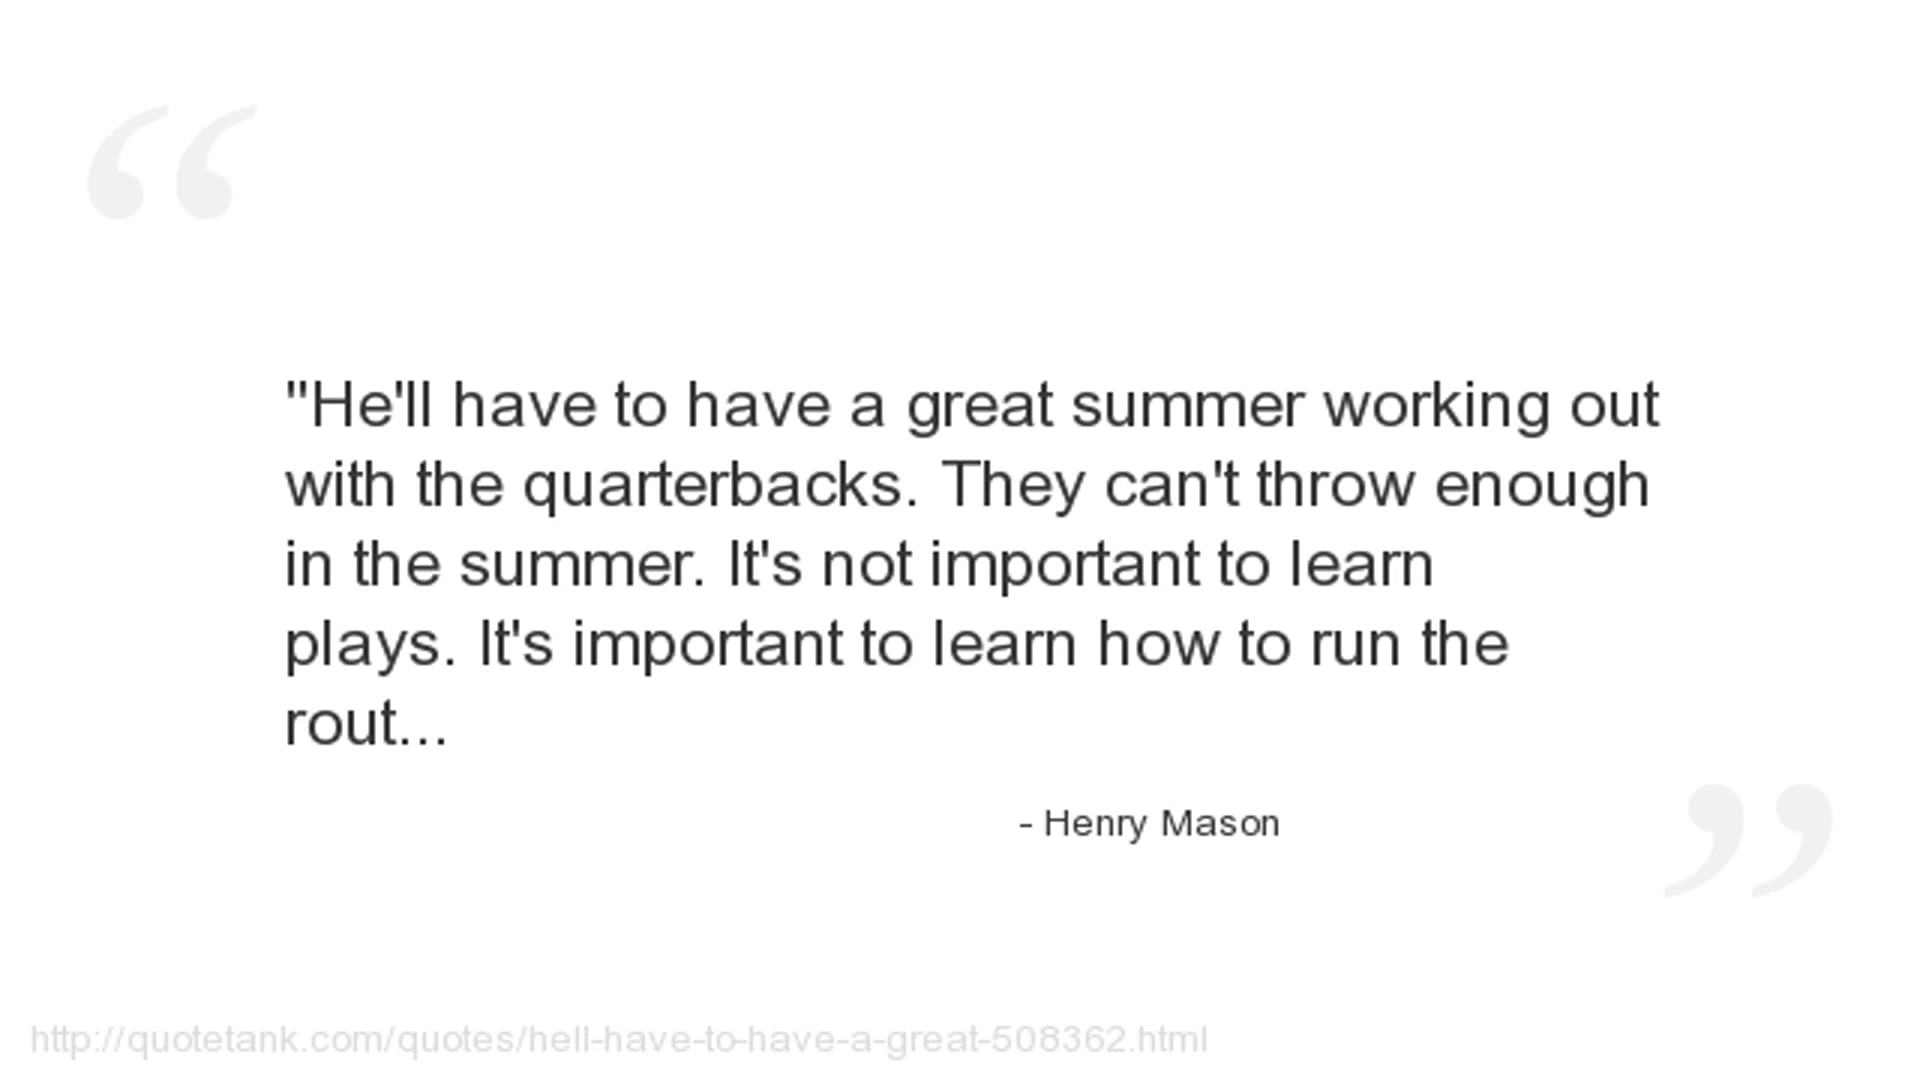 "He'll have to have a great summer working out
with the quarterbacks. They can't throw enough
in the summer. It's not important to learn
plays. It's important to learn how to run the
rout...
- Henry Mason
http://quotetank.com/quotes/hell-have-to-have-a-great-508362.html